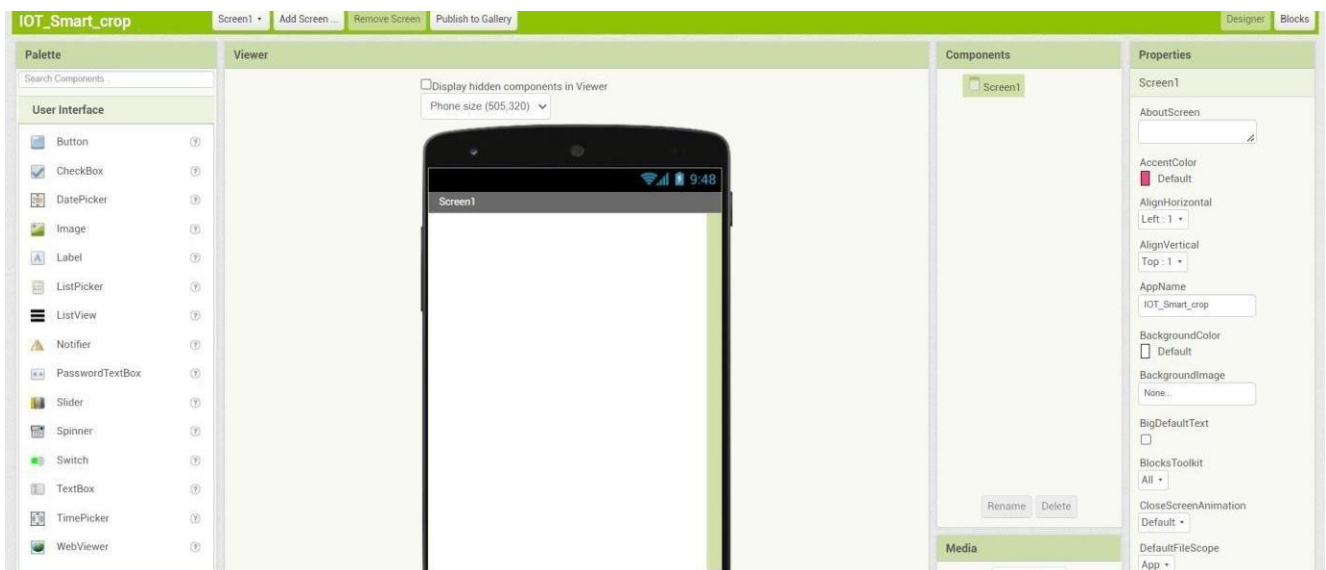 IOT_Smart_crop
Screen1
Add Screen ...
Remove Screen
Publish to Gallery
Designer
Blocks
Palette
Search Components...
User Interface
Button
CheckBox
DatePicker
Image
Label
ListPicker
ListView
Notifier
PasswordTextBox
Slider
Spinner
Switch
TextBox
TimePicker
WebViewer
Viewer
Display hidden components in Viewer
Phone size (505,320)
9:48
Screen1
Components
Screen1
Rename
Delete
Media
Properties
Screen1
AboutScreen
AccentColor
Default
AlignHorizontal
Left : 1
AlignVertical
Top : 1
AppName
IOT_Smart_crop
BackgroundColor
Default
BackgroundImage
None...
BigDefaultText
BlocksToolkit
All
CloseScreenAnimation
Default
DefaultFileScope
App